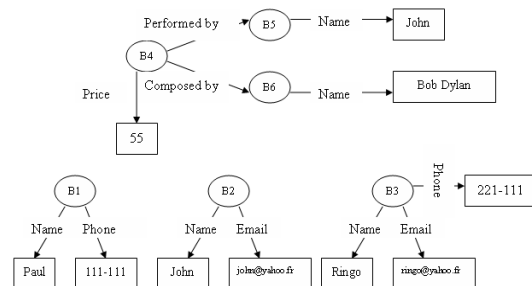 Performed by B5 Name John
B4
Composed by B6 Name Bob Dylan
Price
55
B1 B2 B3 Phone 221-111
Name Phone Name Email Name Email
Paul 111-111 John john@yahoo.fr Ringo ringo@yahoo.fr